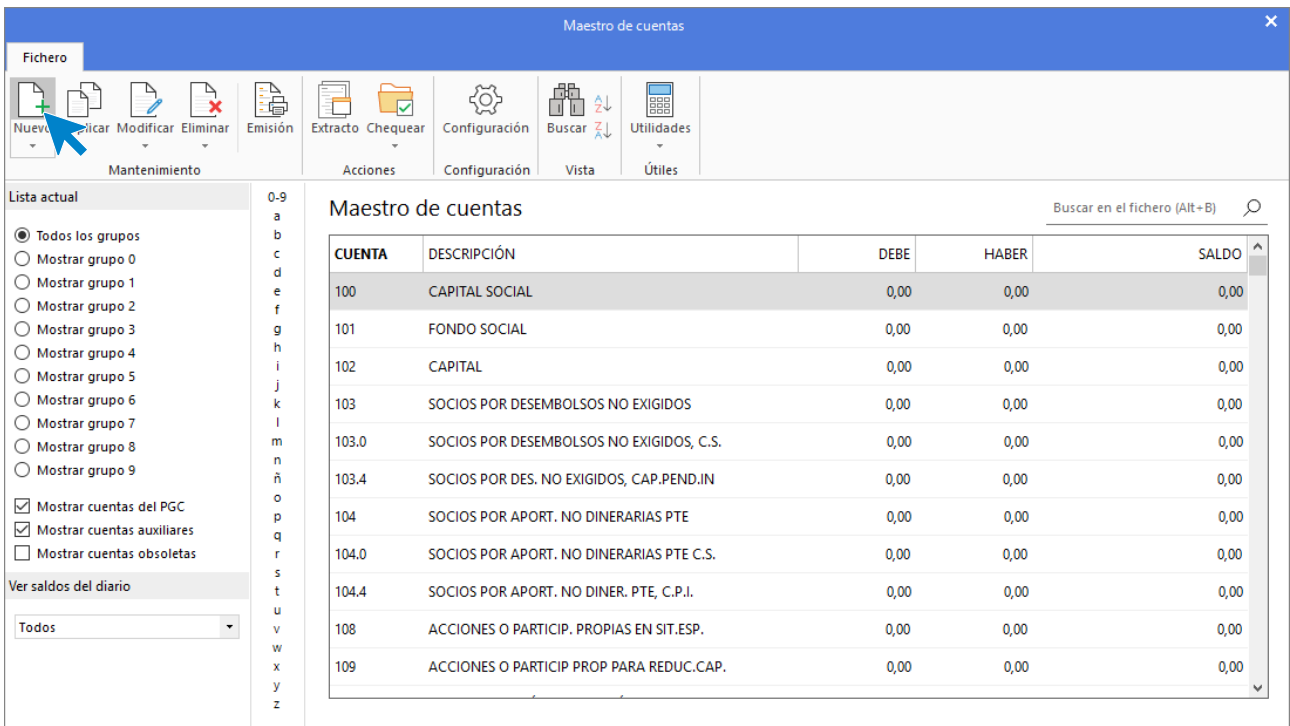 Maestro de cuentas
Fichero
Nuevo Modificar Eliminar Emisión Extracto Chequear Configuración Buscar Utilidades
Mantenimiento Acciones Configuración Vista Útiles
Lista actual
Todos los grupos
Mostrar grupo 0
Mostrar grupo 1
Mostrar grupo 2
Mostrar grupo 3
Mostrar grupo 4
Mostrar grupo 5
Mostrar grupo 6
Mostrar grupo 7
Mostrar grupo 8
Mostrar grupo 9
Mostrar cuentas del PGC
Mostrar cuentas auxiliares
Mostrar cuentas obsoletas
Ver saldos del diario
Todos
0-9
a
b
c
d
e
f
g
h
i
j
k
l
m
n
ñ
o
p
q
r
s
t
u
v
w
x
y
z
Maestro de cuentas
Buscar en el fichero (Alt+B)
CUENTA DESCRIPCIÓN DEBE HABER SALDO
100 CAPITAL SOCIAL 0,00 0,00 0,00
101 FONDO SOCIAL 0,00 0,00 0,00
102 CAPITAL 0,00 0,00 0,00
103 SOCIOS POR DESEMBOLSOS NO EXIGIDOS 0,00 0,00 0,00
103.0 SOCIOS POR DESEMBOLSOS NO EXIGIDOS, C.S. 0,00 0,00 0,00
103.4 SOCIOS POR DES. NO EXIGIDOS, CAP.PEND.IN 0,00 0,00 0,00
104 SOCIOS POR APORT. NO DINERARIAS PTE 0,00 0,00 0,00
104.0 SOCIOS POR APORT. NO DINERARIAS PTE C.S. 0,00 0,00 0,00
104.4 SOCIOS POR APORT. NO DINER. PTE, C.P.I. 0,00 0,00 0,00
108 ACCIONES O PARTICIP. PROPIAS EN SIT.ESP. 0,00 0,00 0,00
109 ACCIONES O PARTICIP PROP PARA REDUC.CAP. 0,00 0,00 0,00